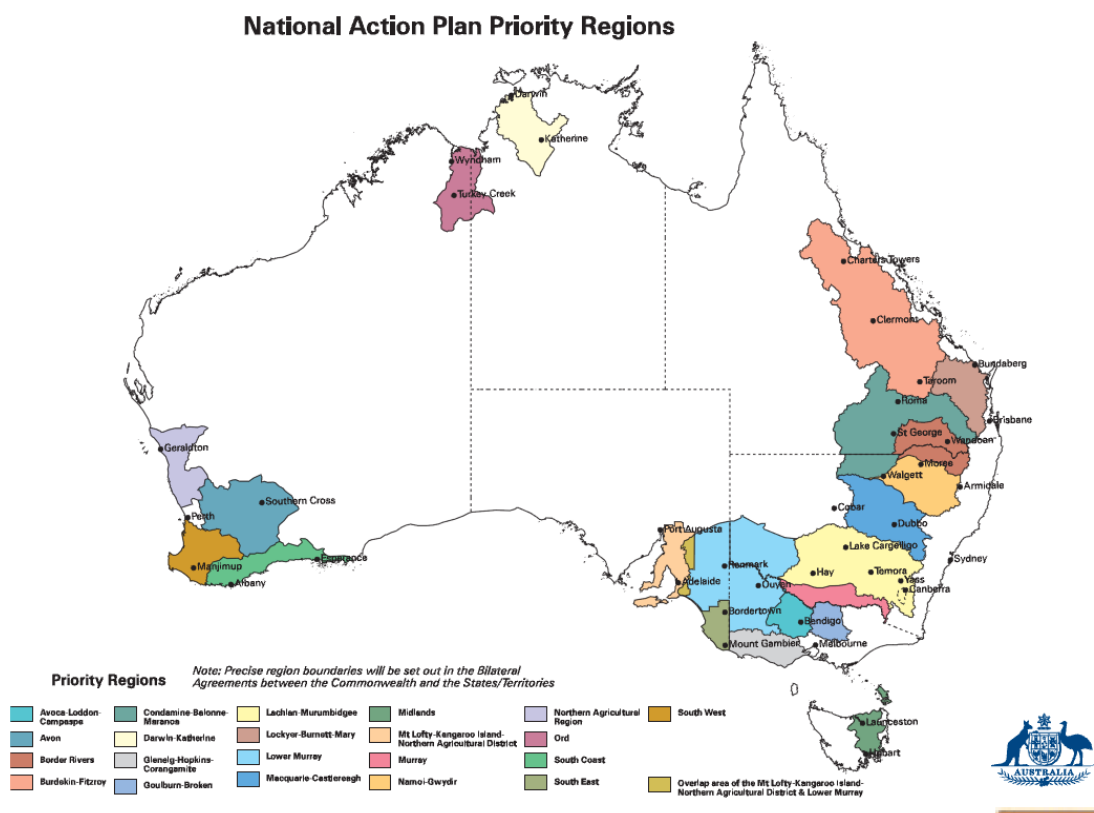 National Action Plan Priority Regions
Darwin
Katherine
Wyndham
Turkey Creek
Charters Towers
Clermont
Bundaberg
Taroom
Roma
Brisbane
St George
Wandoan
Geraldton
Moree
Walgett
Armidale
Southern Cross
Cobar
Perth
Dubbo
Port Augusta
Lake Cargelligo
Sydney
Esperance
Manjimup
Renmark
Hay
Temora
Yass
Albany
Adelaide
Ouyen
Canberra
Bordertown
Bendigo
Mount Gambier
Melbourne
Launceston
Hobart
Note: Precise region boundaries will be set out in the Bilateral
Agreements between the Commonwealth and the States/Territories
Priority Regions
Avoca-Loddon-
Campaspe
Avon
Border Rivers
Burdekin-Fitzroy
Condamine-Balonne-
Maranoa
Darwin-Katherine
Glenelg-Hopkins-
Corangamite
Goulburn-Broken
Lachlan-Murumbidgee
Lockyer-Burnett-Mary
Lower Murray
Macquarie-Castlereagh
Midlands
Mt Lofty-Kangaroo Island-
Northern Agricultural District
Murray
Namoi-Gwydir
Northern Agricultural
Region
Ord
South Coast
South East
South West
Overlap area of the Mt Lofty-Kangaroo Island-
Northern Agricultural District & Lower Murray
AUSTRALIA